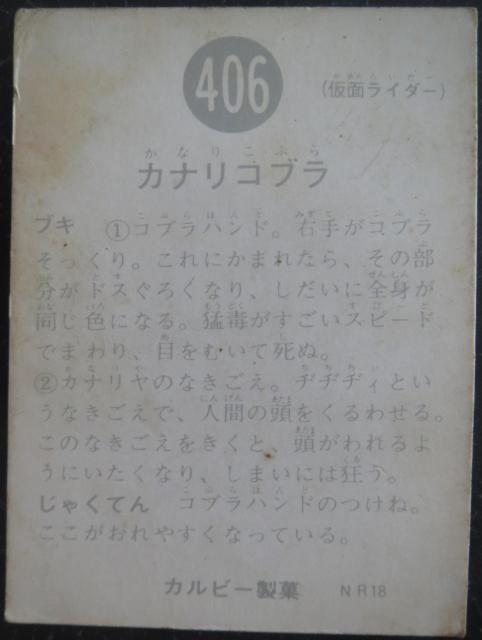 406
(仮面ライダー)
かなりこぶら
カナリコブラ
ブキ ①コブラハンド。右手がコブラ
そっくり。これにかまれたら、その部
分がドスぐろくなり、しだいに全身が
同じ色になる。猛毒がすごいスピード
でまわり、目をむいて死ぬ。
②カナリヤのなきごえ。ヂヂヂィとい
うなきごえで、人間の頭をくるわせる。
このなきごえをきくと、頭がわれるよ
うにいたくなり、しまいには狂う。
じゃくてん コブラハンドのつけね。
ここがおれやすくなっている。
カルビー製菓 NR18